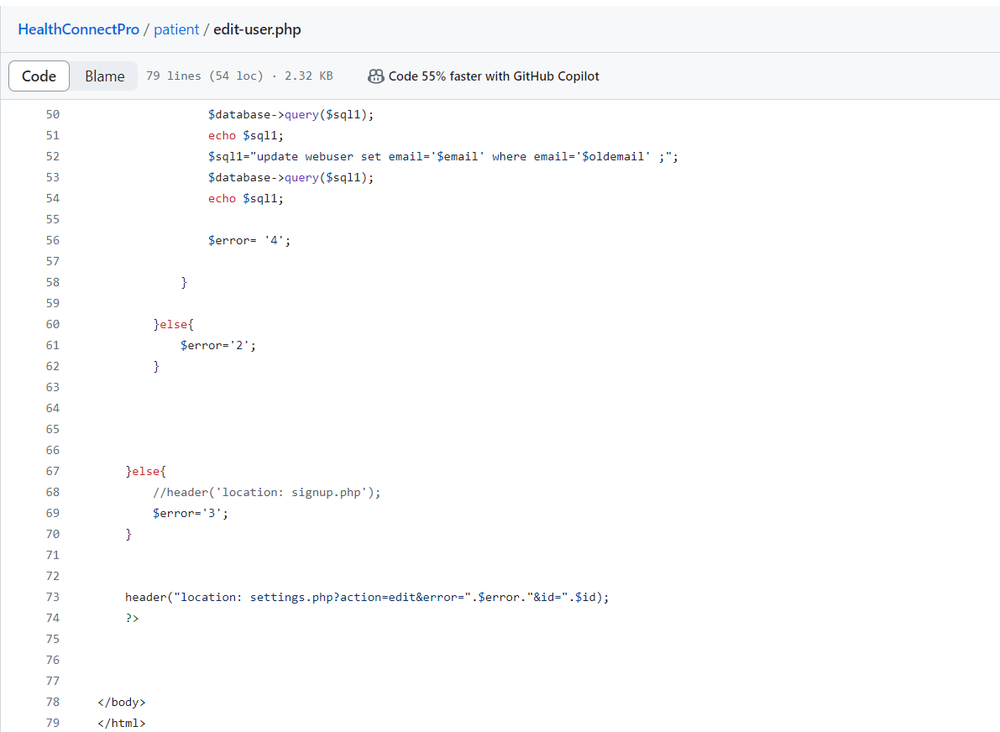 HealthConnectPro / patient / edit-user.php
Code Blame 79 lines (54 loc) · 2.39 KB Code 55% faster with GitHub Copilot
50 $database->query($sql1);
51 echo $sql1;
52 $sql1="update webuser set email='$email' where email='$oldemail' ;";
53 $database->query($sql1);
54 echo $sql1;
55
56 $error= '4';
57
58 }
59
60 }else{
61 $error='2';
62 }
63
64
65
66
67 }else{
68 //header('location: signup.php');
69 $error='3';
70 }
71
72
73 header("location: settings.php?action=edit&error=".$error."&id=".$id);
74 ?>
75
76
77
78 </body>
79 </html>